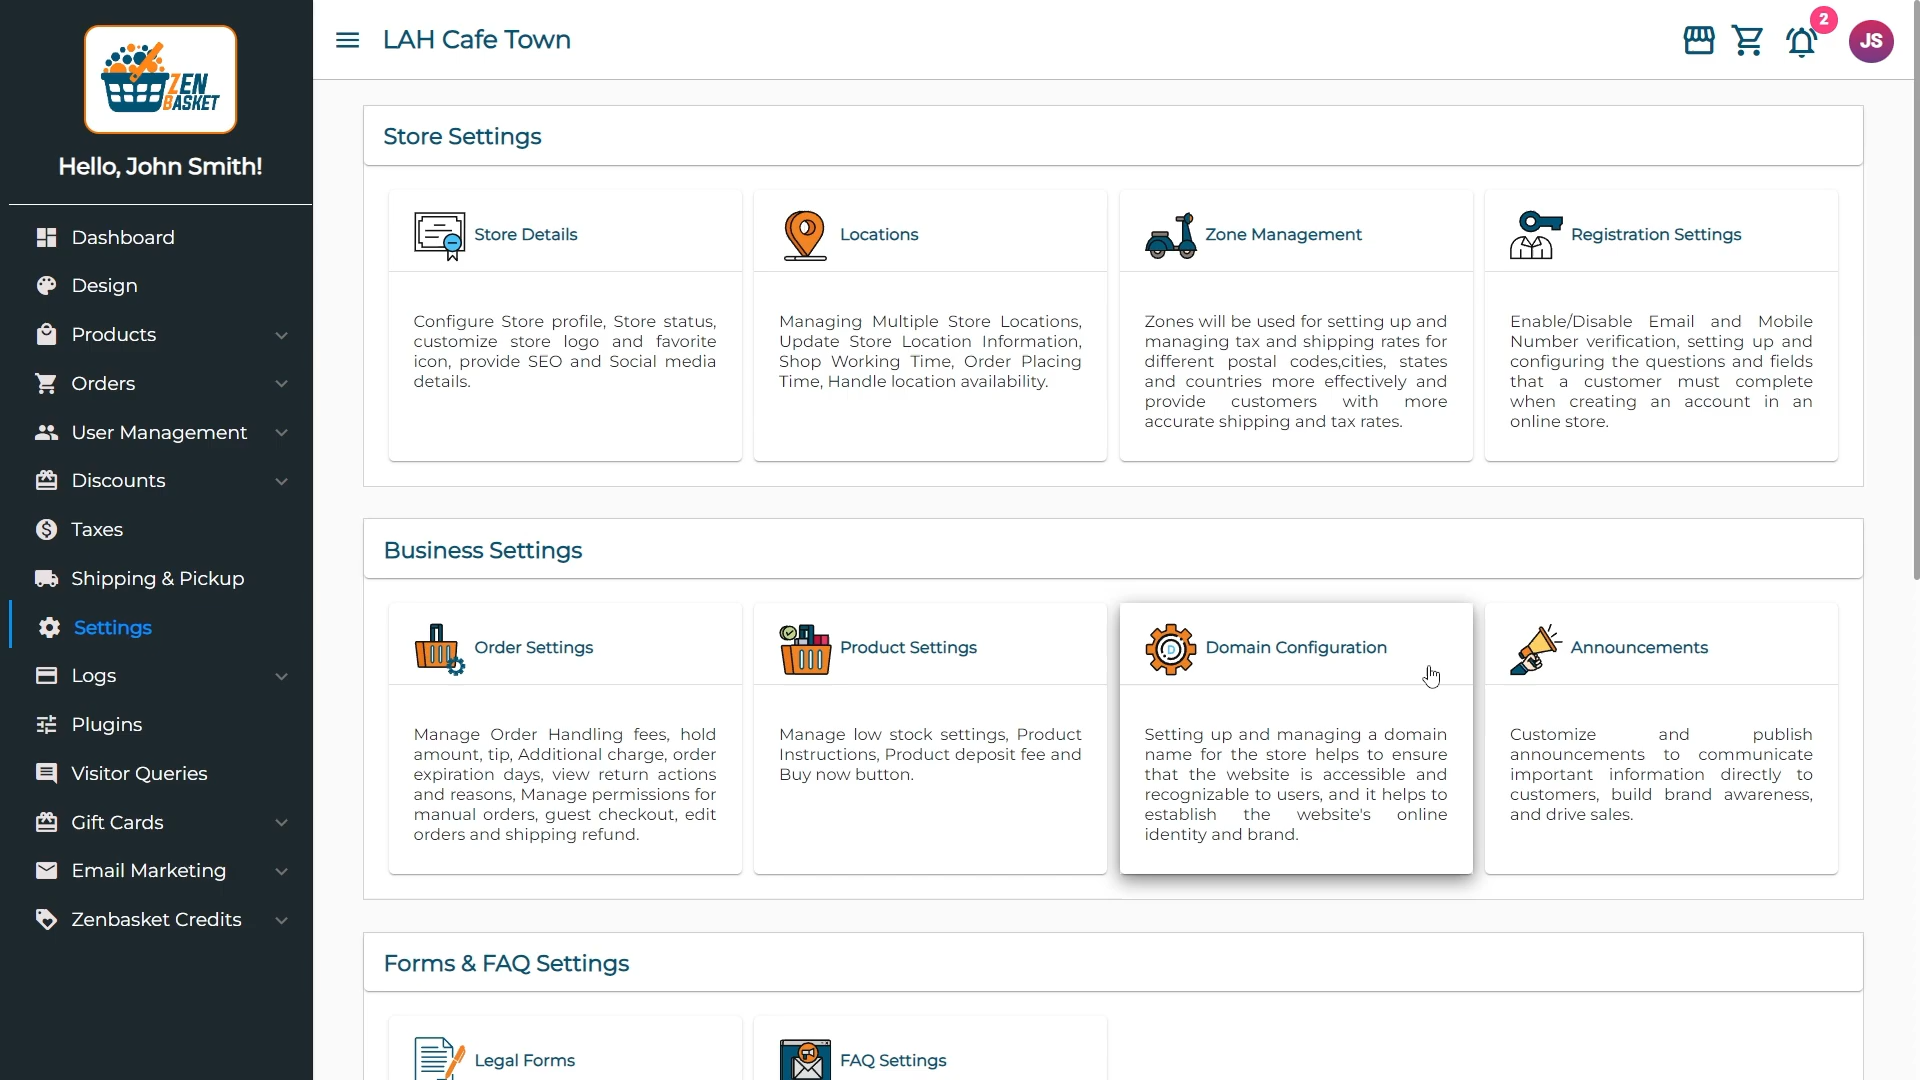 ZEN
BASKET
Hello, John Smith!
Dashboard
Design
Products
Orders
User Management
Discounts
Taxes
Shipping & Pickup
Settings
Logs
Plugins
Visitor Queries
Gift Cards
Email Marketing
Zenbasket Credits
LAH Cafe Town
2
JS
Store Settings
Store Details
Configure Store profile, Store status,
customize store logo and favorite
icon, provide SEO and Social media
details.
Locations
Managing Multiple Store Locations,
Update Store Location Information,
Shop Working Time, Order Placing
Time, Handle location availability.
Zone Management
Zones will be used for setting up and
managing tax and shipping rates for
different postal codes,cities, states
and countries more effectively and
provide customers with more
accurate shipping and tax rates.
Registration Settings
Enable/Disable Email and Mobile
Number verification, setting up and
configuring the questions and fields
that a customer must complete
when creating an account in an
online store.
Business Settings
Order Settings
Manage Order Handling fees, hold
amount, tip, Additional charge, order
expiration days, view return actions
and reasons, Manage permissions for
manual orders, guest checkout, edit
orders and shipping refund.
Product Settings
Manage low stock settings, Product
Instructions, Product deposit fee and
Buy now button.
D
Domain Configuration
Setting up and managing a domain
name for the store helps to ensure
that the website is accessible and
recognizable to users, and it helps to
establish the website's online
identity and brand.
Announcements
Customize and publish
announcements to communicate
important information directly to
customers, build brand awareness,
and drive sales.
Forms & FAQ Settings
Legal Forms
FAQ Settings